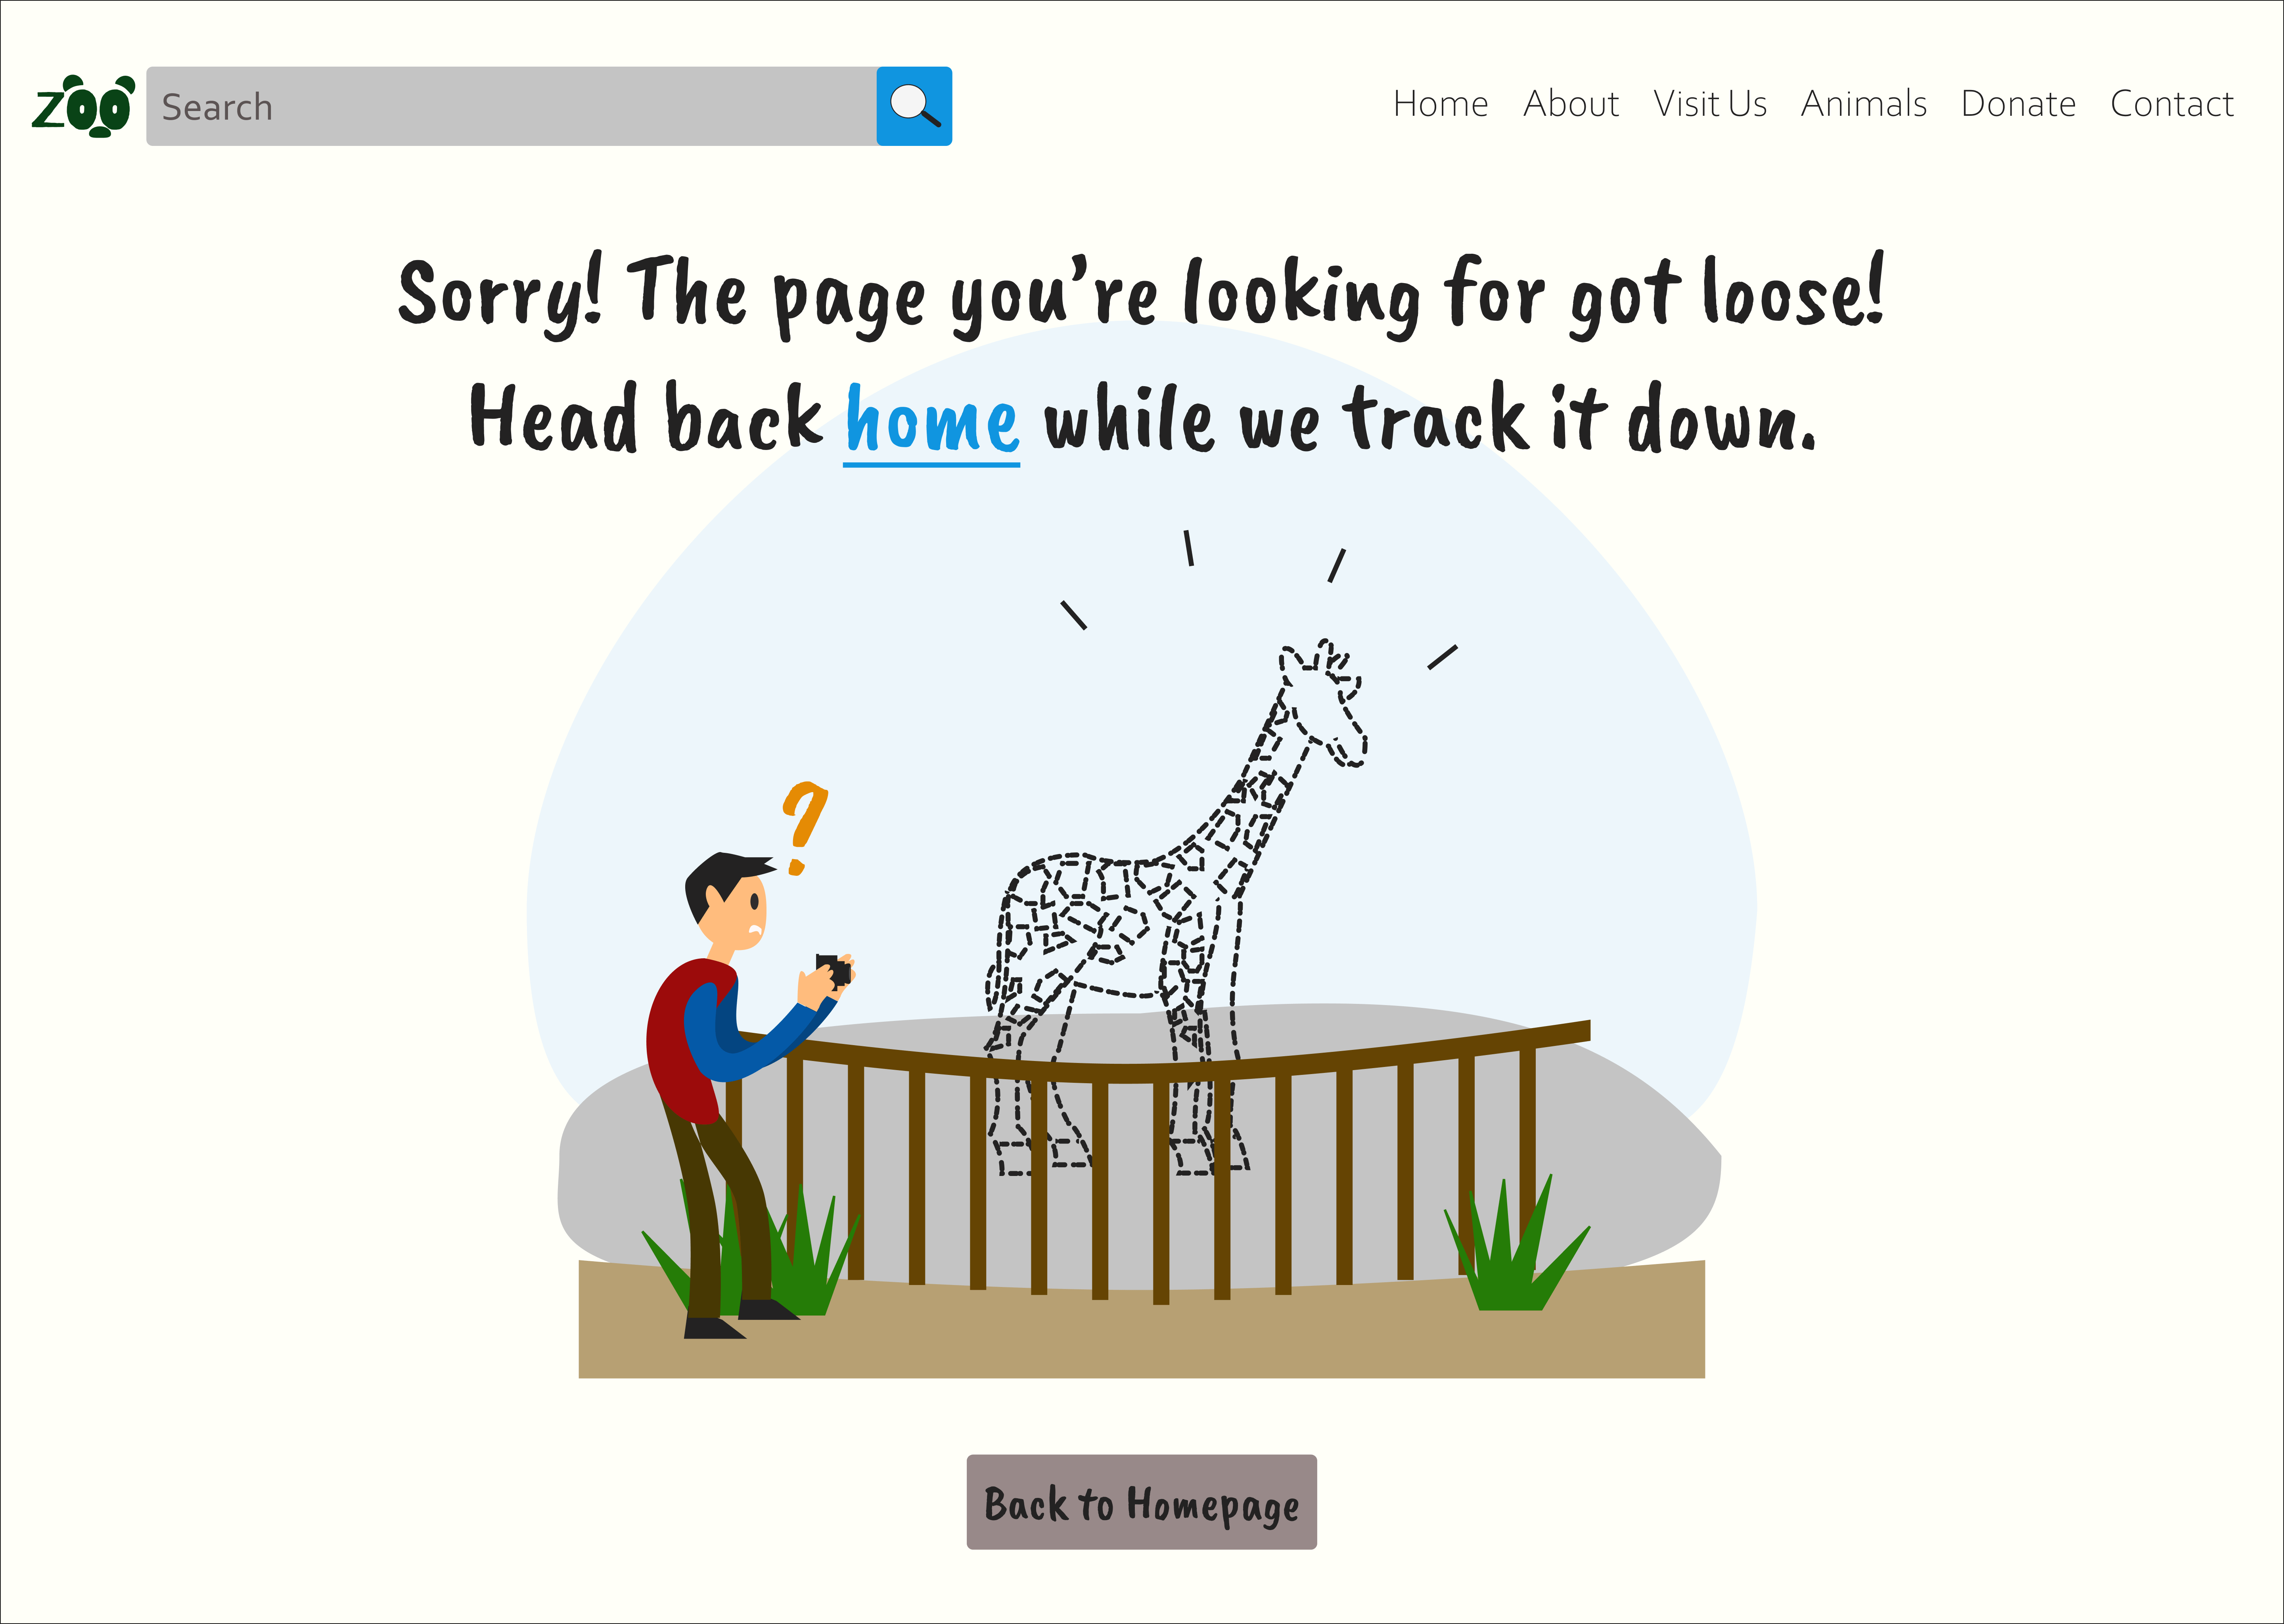 zoo
Search
Home About Visit Us Animals Donate Contact
Sorry! The page you're looking for got loose!
Head back home while we track it down.
?
Back to Homepage